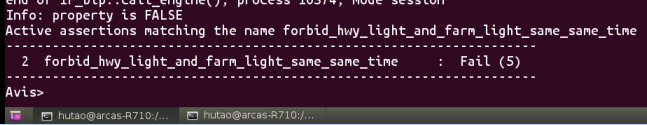 end of ir_btp::call_engine(), process 10374, Mode session
Info: property is FALSE
Active assertions matching the name forbid_hwy_light_and_farm_light_same_same_time
----------------------------------------------------------------
2 forbid_hwy_light_and_farm_light_same_same_time : Fail (5)
----------------------------------------------------------------
Avis>
hutao@arcas-R710:/... hutao@arcas-R710:/...